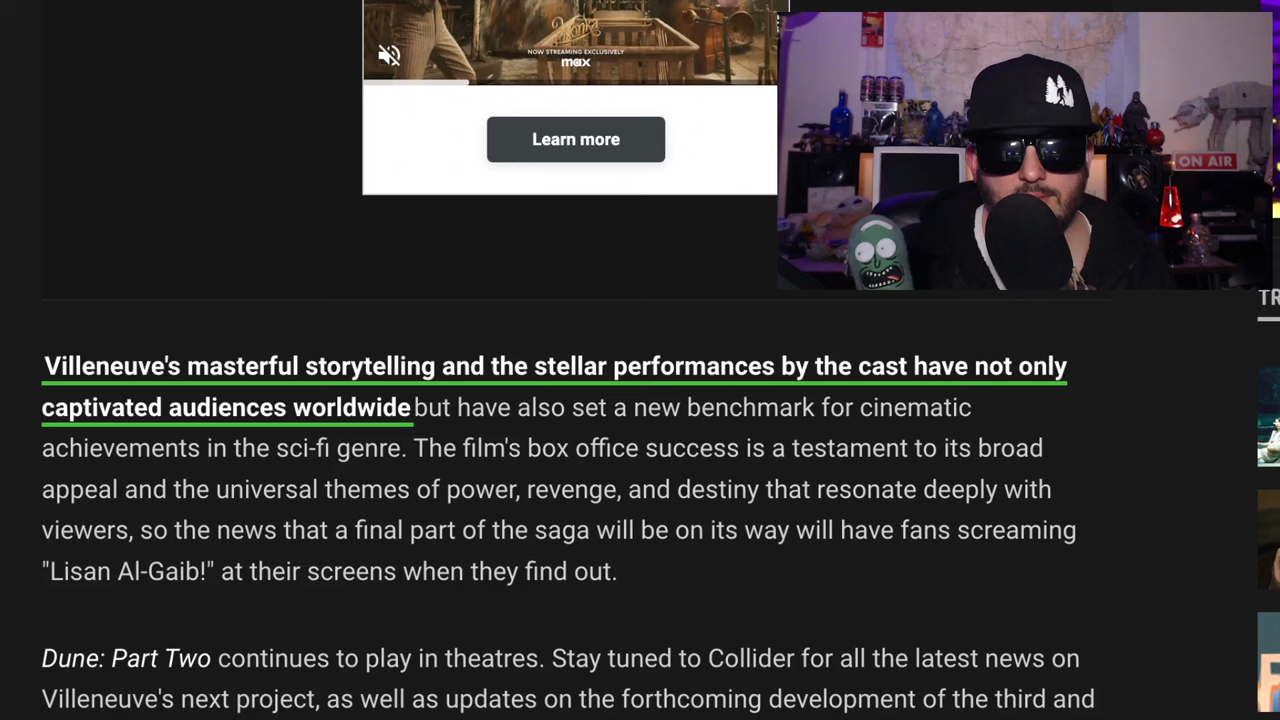 Wonka
NOW STREAMING EXCLUSIVELY
max
Learn more
ON AIR
TR
Villeneuve's masterful storytelling and the stellar performances by the cast have not only
captivated audiences worldwide but have also set a new benchmark for cinematic
achievements in the sci-fi genre. The film's box office success is a testament to its broad
appeal and the universal themes of power, revenge, and destiny that resonate deeply with
viewers, so the news that a final part of the saga will be on its way will have fans screaming
"Lisan Al-Gaib!" at their screens when they find out.
Dune: Part Two continues to play in theatres. Stay tuned to Collider for all the latest news on
Villeneuve's next project, as well as updates on the forthcoming development of the third and